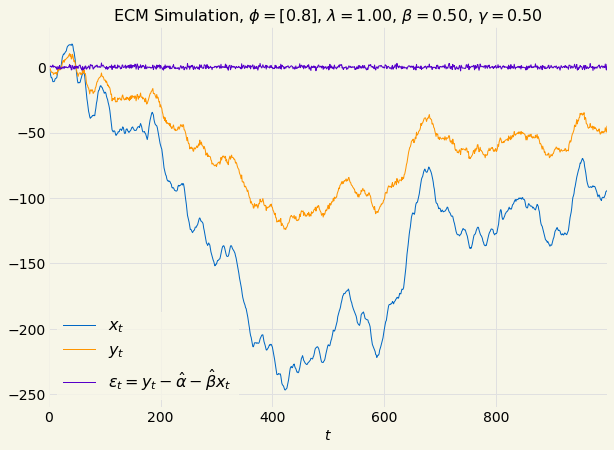 ECM Simulation, ϕ = [0.8], λ = 1.00, β = 0.50, γ = 0.50
0
−50
−100
−150
−200
−250
x_t
y_t
ε_t = y_t − α̂ − β̂x_t
0 200 400 600 800
t